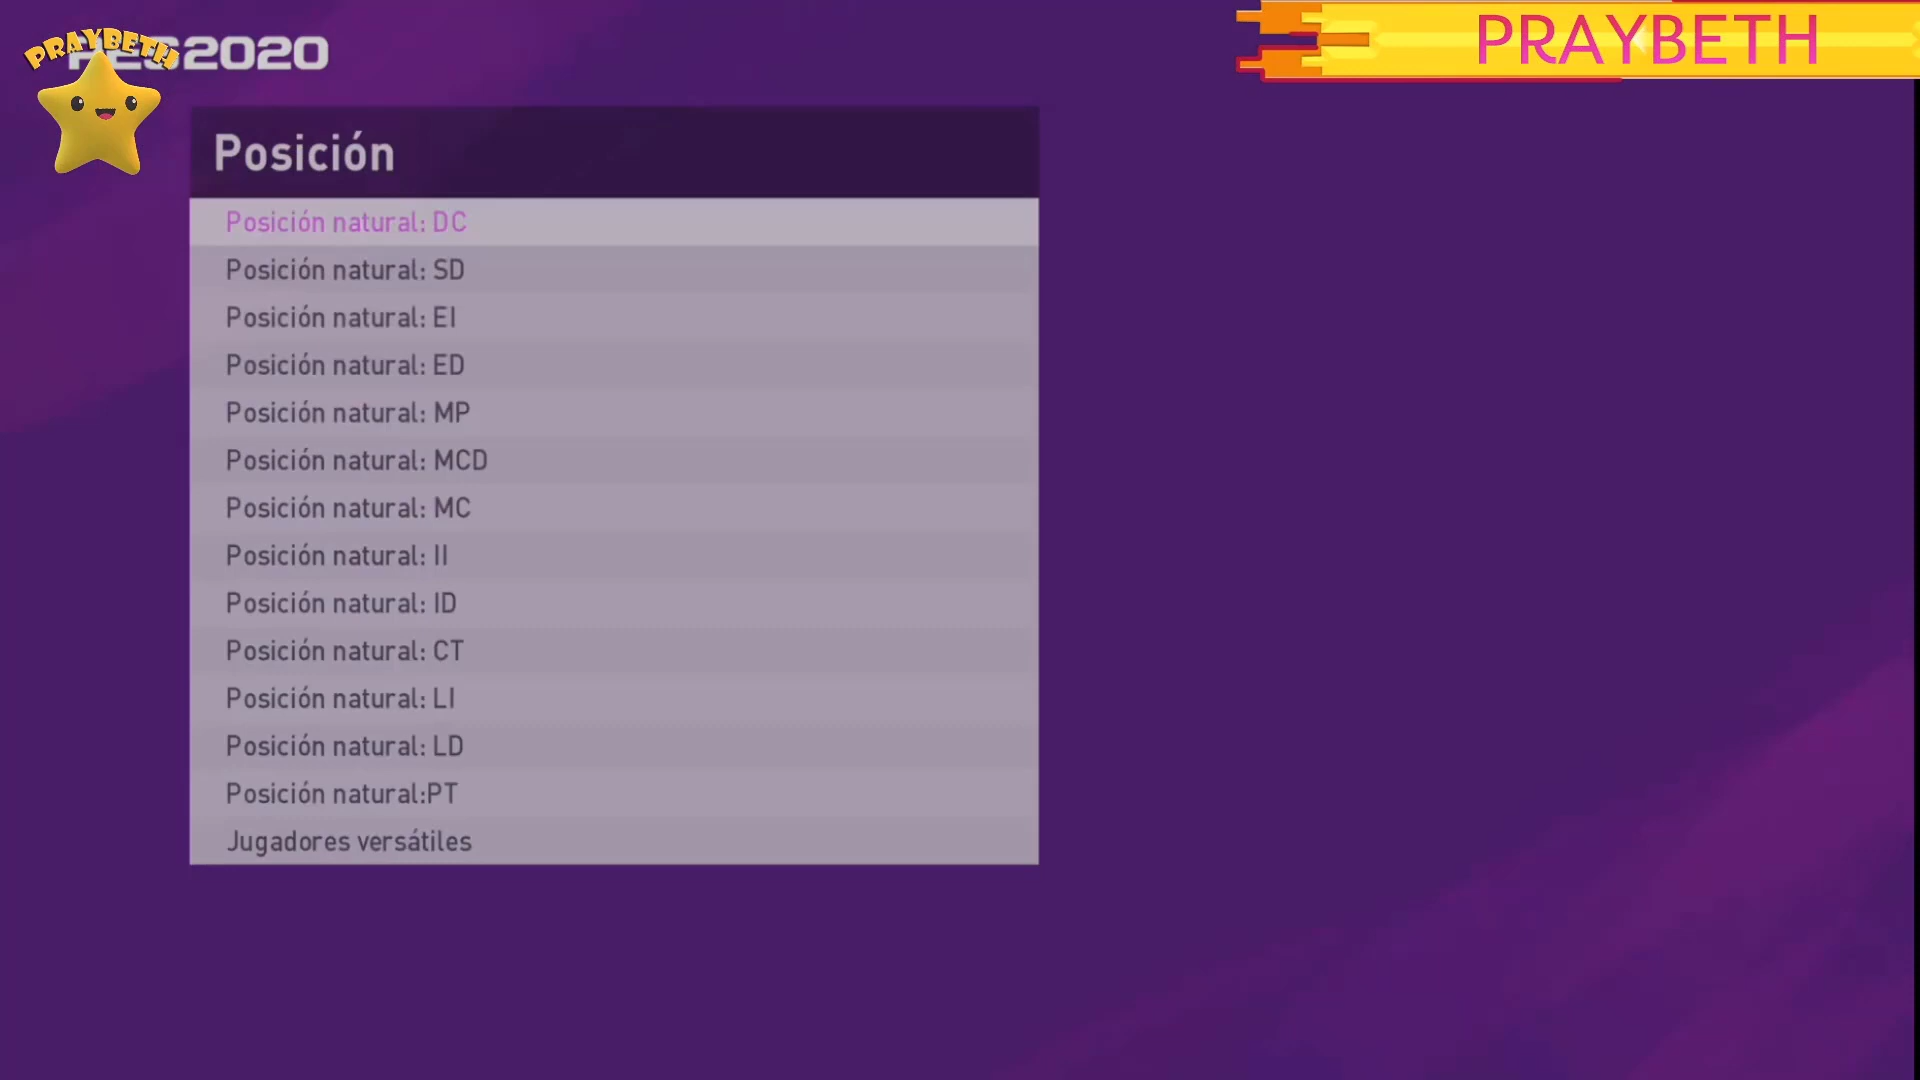 PRAYBETH
PES2020
PRAYBETH
Posición
Posición natural: DC
Posición natural: SD
Posición natural: EI
Posición natural: ED
Posición natural: MP
Posición natural: MCD
Posición natural: MC
Posición natural: II
Posición natural: ID
Posición natural: CT
Posición natural: LI
Posición natural: LD
Posición natural:PT
Jugadores versátiles